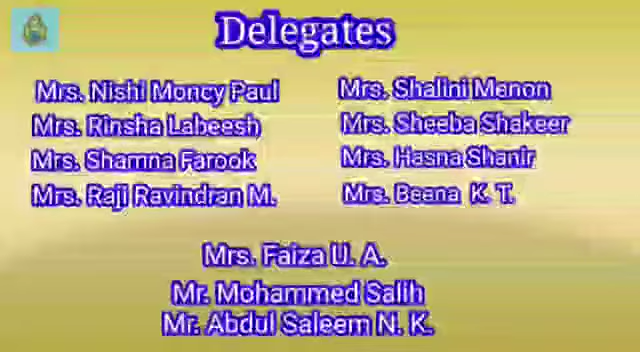 Delegates
Mrs. Nishi Moncy Paul
Mrs. Rinsha Labeesh
Mrs. Shamna Farook
Mrs. Raji Ravindran M.
Mrs. Shalini Menon
Mrs. Sheeba Shakeer
Mrs. Hasna Shanir
Mrs. Beena K. T.
Mrs. Faiza U. A.
Mr. Mohammed Salih
Mr. Abdul Saleem N. K.